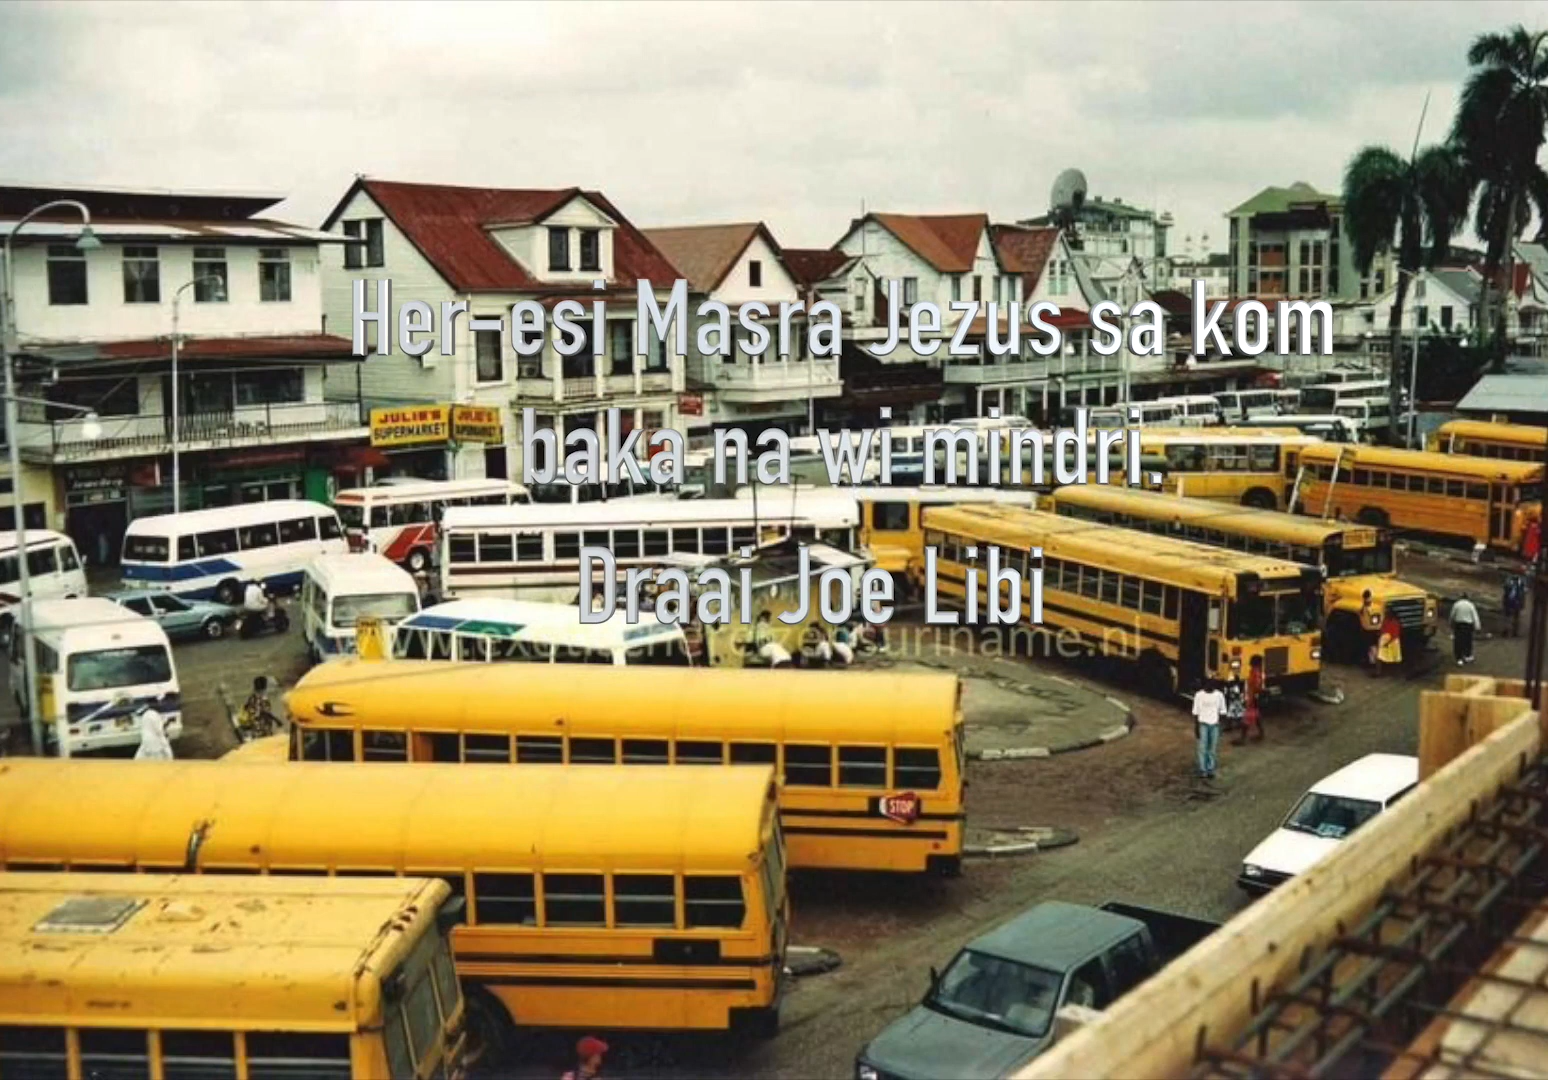 Her-esi Masra Jezus sa kom
baka na wi mindri.
Draai Joe Libi
JULIE'S
SUPERMARKET
JULIE'S
SUPERMARKET
STOP